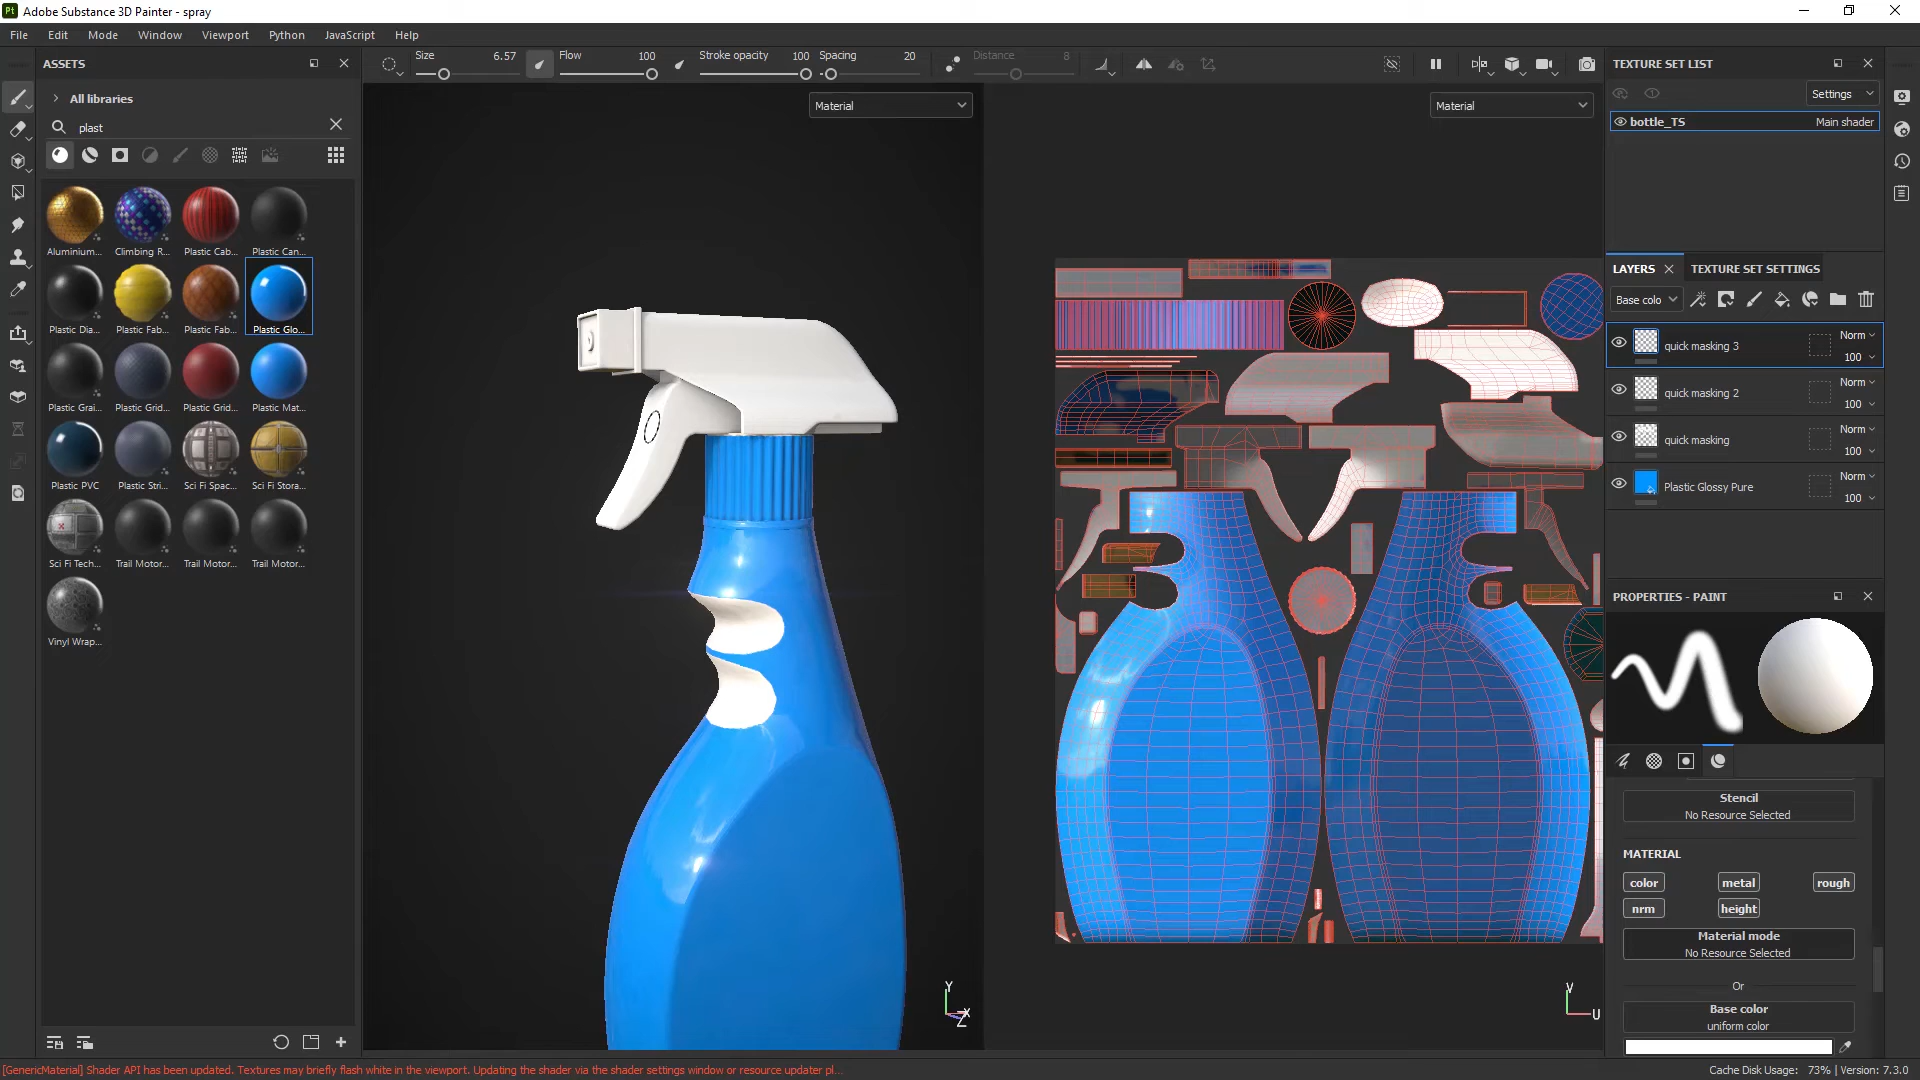 Pt Adobe Substance 3D Painter - spray
File Edit Mode Window Viewport Python JavaScript Help
ASSETS
Size 6.57 Flow 100 Stroke opacity 100 Spacing 20 Distance 8
TEXTURE SET LIST
All libraries
Settings
plast
Material Material
bottle_TS Main shader
Aluminium... Climbing R... Plastic Cab... Plastic Can...
Plastic Dia... Plastic Fab... Plastic Fab... Plastic Glo...
Plastic Grai... Plastic Grid... Plastic Grid... Plastic Mat...
Plastic PVC Plastic Stri... Sci Fi Spac... Sci Fi Stora...
Sci Fi Tech... Trail Motor... Trail Motor... Trail Motor...
Vinyl Wrap...
LAYERS TEXTURE SET SETTINGS
Base colo
quick masking 3 Norm 100
quick masking 2 Norm 100
quick masking Norm 100
Plastic Glossy Pure Norm 100
PROPERTIES - PAINT
Stencil
No Resource Selected
MATERIAL
color metal rough
nrm height
Material mode
No Resource Selected
Or
Base color
uniform color
Y X Z
V U
[GenericMaterial] Shader API has been updated. Textures may briefly flash white in the viewport. Updating the shader via the shader settings window or resource updater pl...
Cache Disk Usage: 73% | Version: 7.3.0